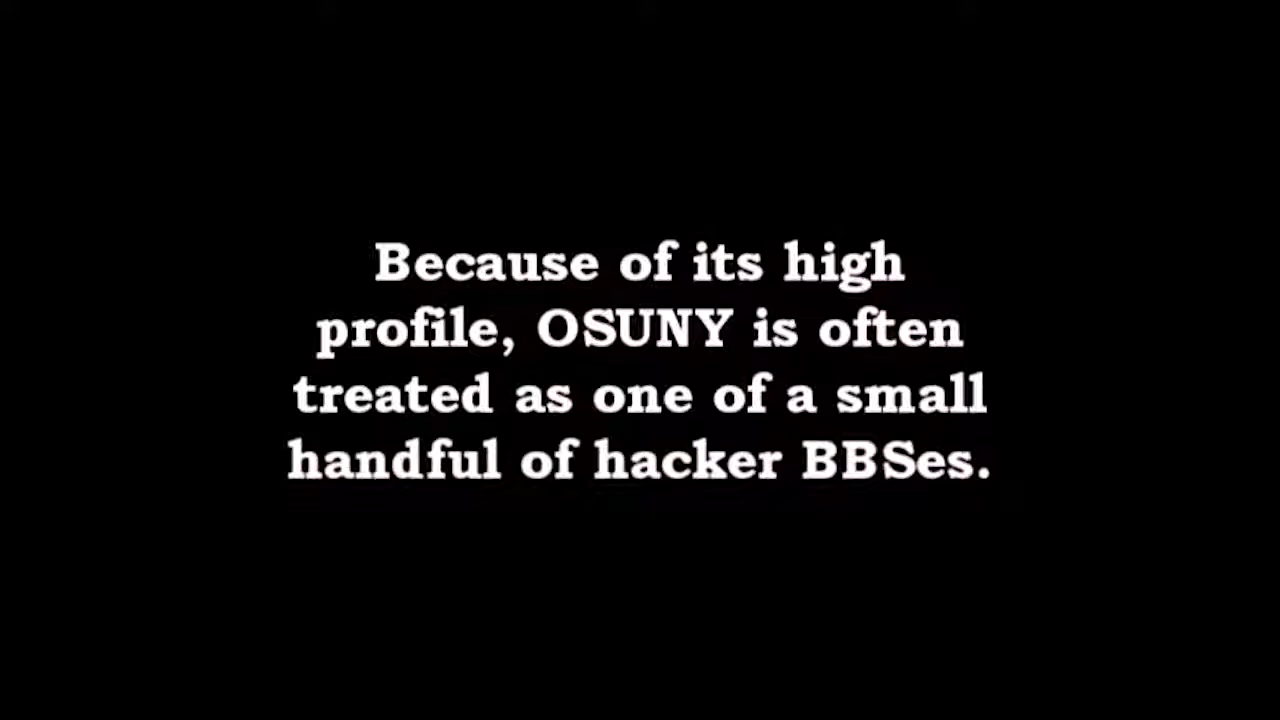 Because of its high
profile, OSUNY is often
treated as one of a small
handful of hacker BBSes.